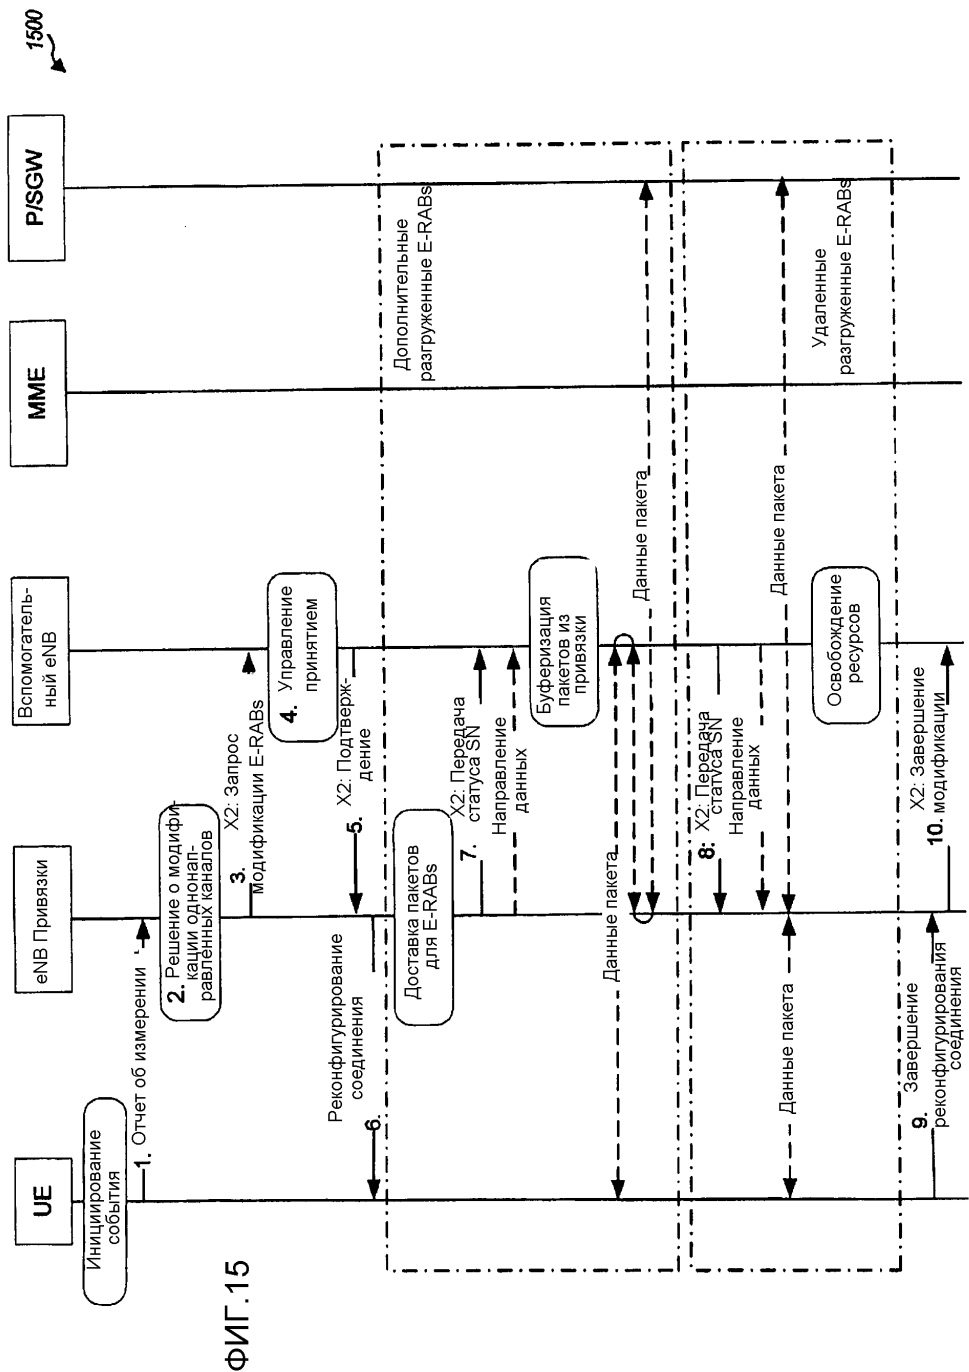 1500
UE
eNB Привязки
Вспомогатель-
ный eNB
MME
P/SGW
Инициирование
события
1. Отчет об измерении
2. Решение о модифи-
кации однонап-
равленных каналов
X2: Запрос
3. модификации E-RABs
4. Управление
принятием
5. X2: Подтверж-
дение
Реконфигурирование
соединения
6.
Дополнительные
разгруженные E-RABs
Доставка пакетов
для E-RABs
7. X2: Передача
статуса SN
Направление
данных
Буферизация
пакетов из
привязки
Данные пакета
Данные пакета
8: X2: Передача
статуса SN
Направление
данных
Данные пакета
Данные пакета
Удаленные
разгруженные E-RABs
Освобождение
ресурсов
9. Завершение
реконфигурирования
соединения
X2: Завершение
10. модификации
ФИГ.15